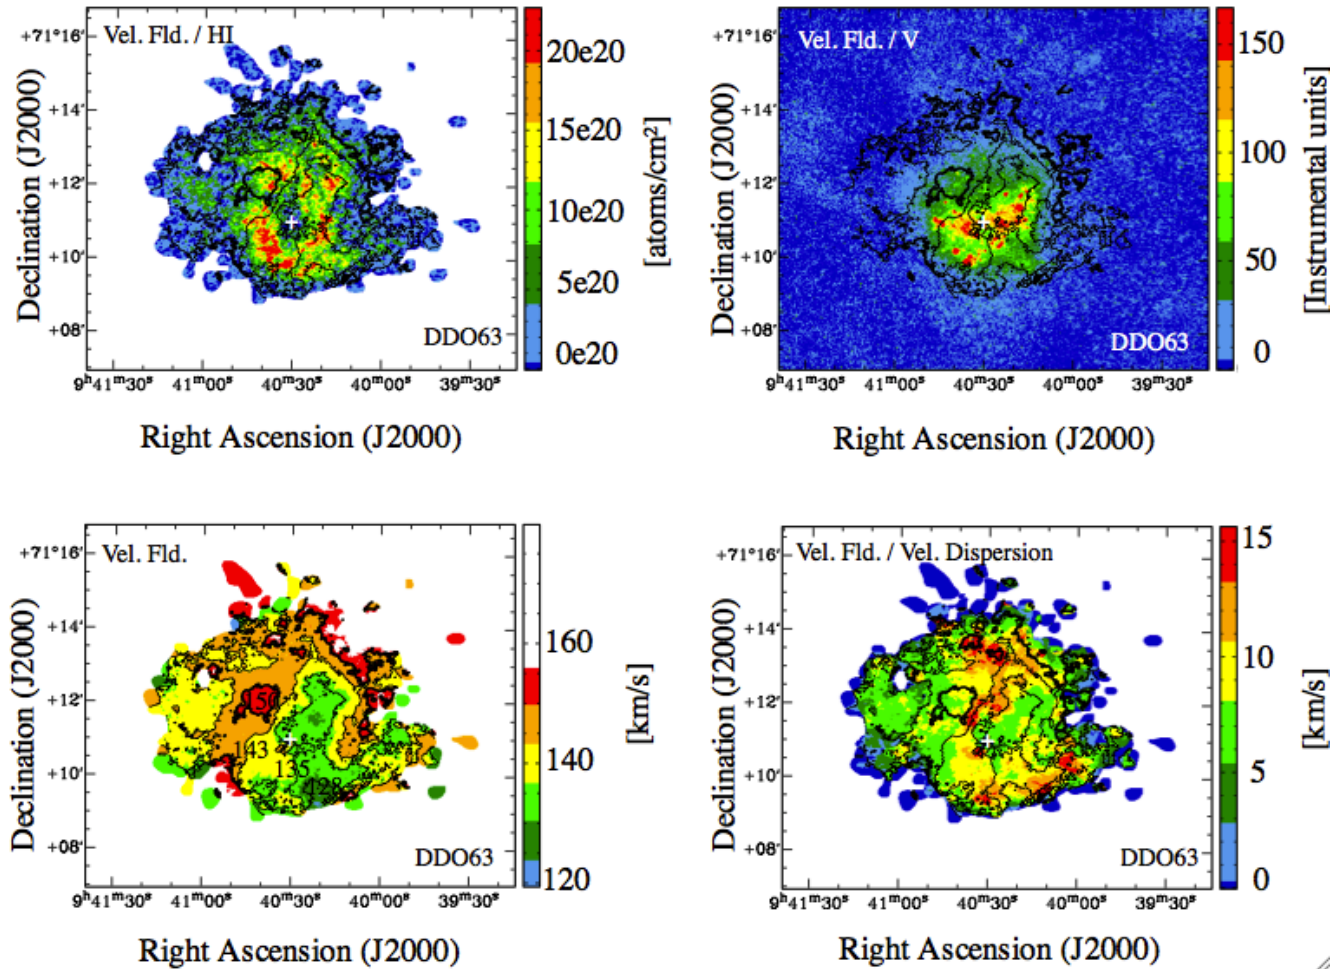 Vel. Fld. / HI
+71°16′
+14′
+12′
+10′
+08′
Declination (J2000)
9ʰ41ᵐ30ˢ 41ᵐ00ˢ 40ᵐ30ˢ 40ᵐ00ˢ 39ᵐ30ˢ
Right Ascension (J2000)
DDO63
20e20
15e20
10e20
5e20
0e20
[atoms/cm²]
Vel. Fld. / V
+71°16′
+14′
+12′
+10′
+08′
Declination (J2000)
9ʰ41ᵐ30ˢ 41ᵐ00ˢ 40ᵐ30ˢ 40ᵐ00ˢ 39ᵐ30ˢ
Right Ascension (J2000)
DDO63
150
100
50
0
[Instrumental units]
Vel. Fld.
+71°16′
+14′
+12′
+10′
+08′
Declination (J2000)
143
135
9ʰ41ᵐ30ˢ 41ᵐ00ˢ 40ᵐ30ˢ 40ᵐ00ˢ 39ᵐ30ˢ
Right Ascension (J2000)
DDO63
160
140
120
[km/s]
Vel. Fld. / Vel. Dispersion
+71°16′
+14′
+12′
+10′
+08′
Declination (J2000)
9ʰ41ᵐ30ˢ 41ᵐ00ˢ 40ᵐ30ˢ 40ᵐ00ˢ 39ᵐ30ˢ
Right Ascension (J2000)
DDO63
15
10
5
0
[km/s]